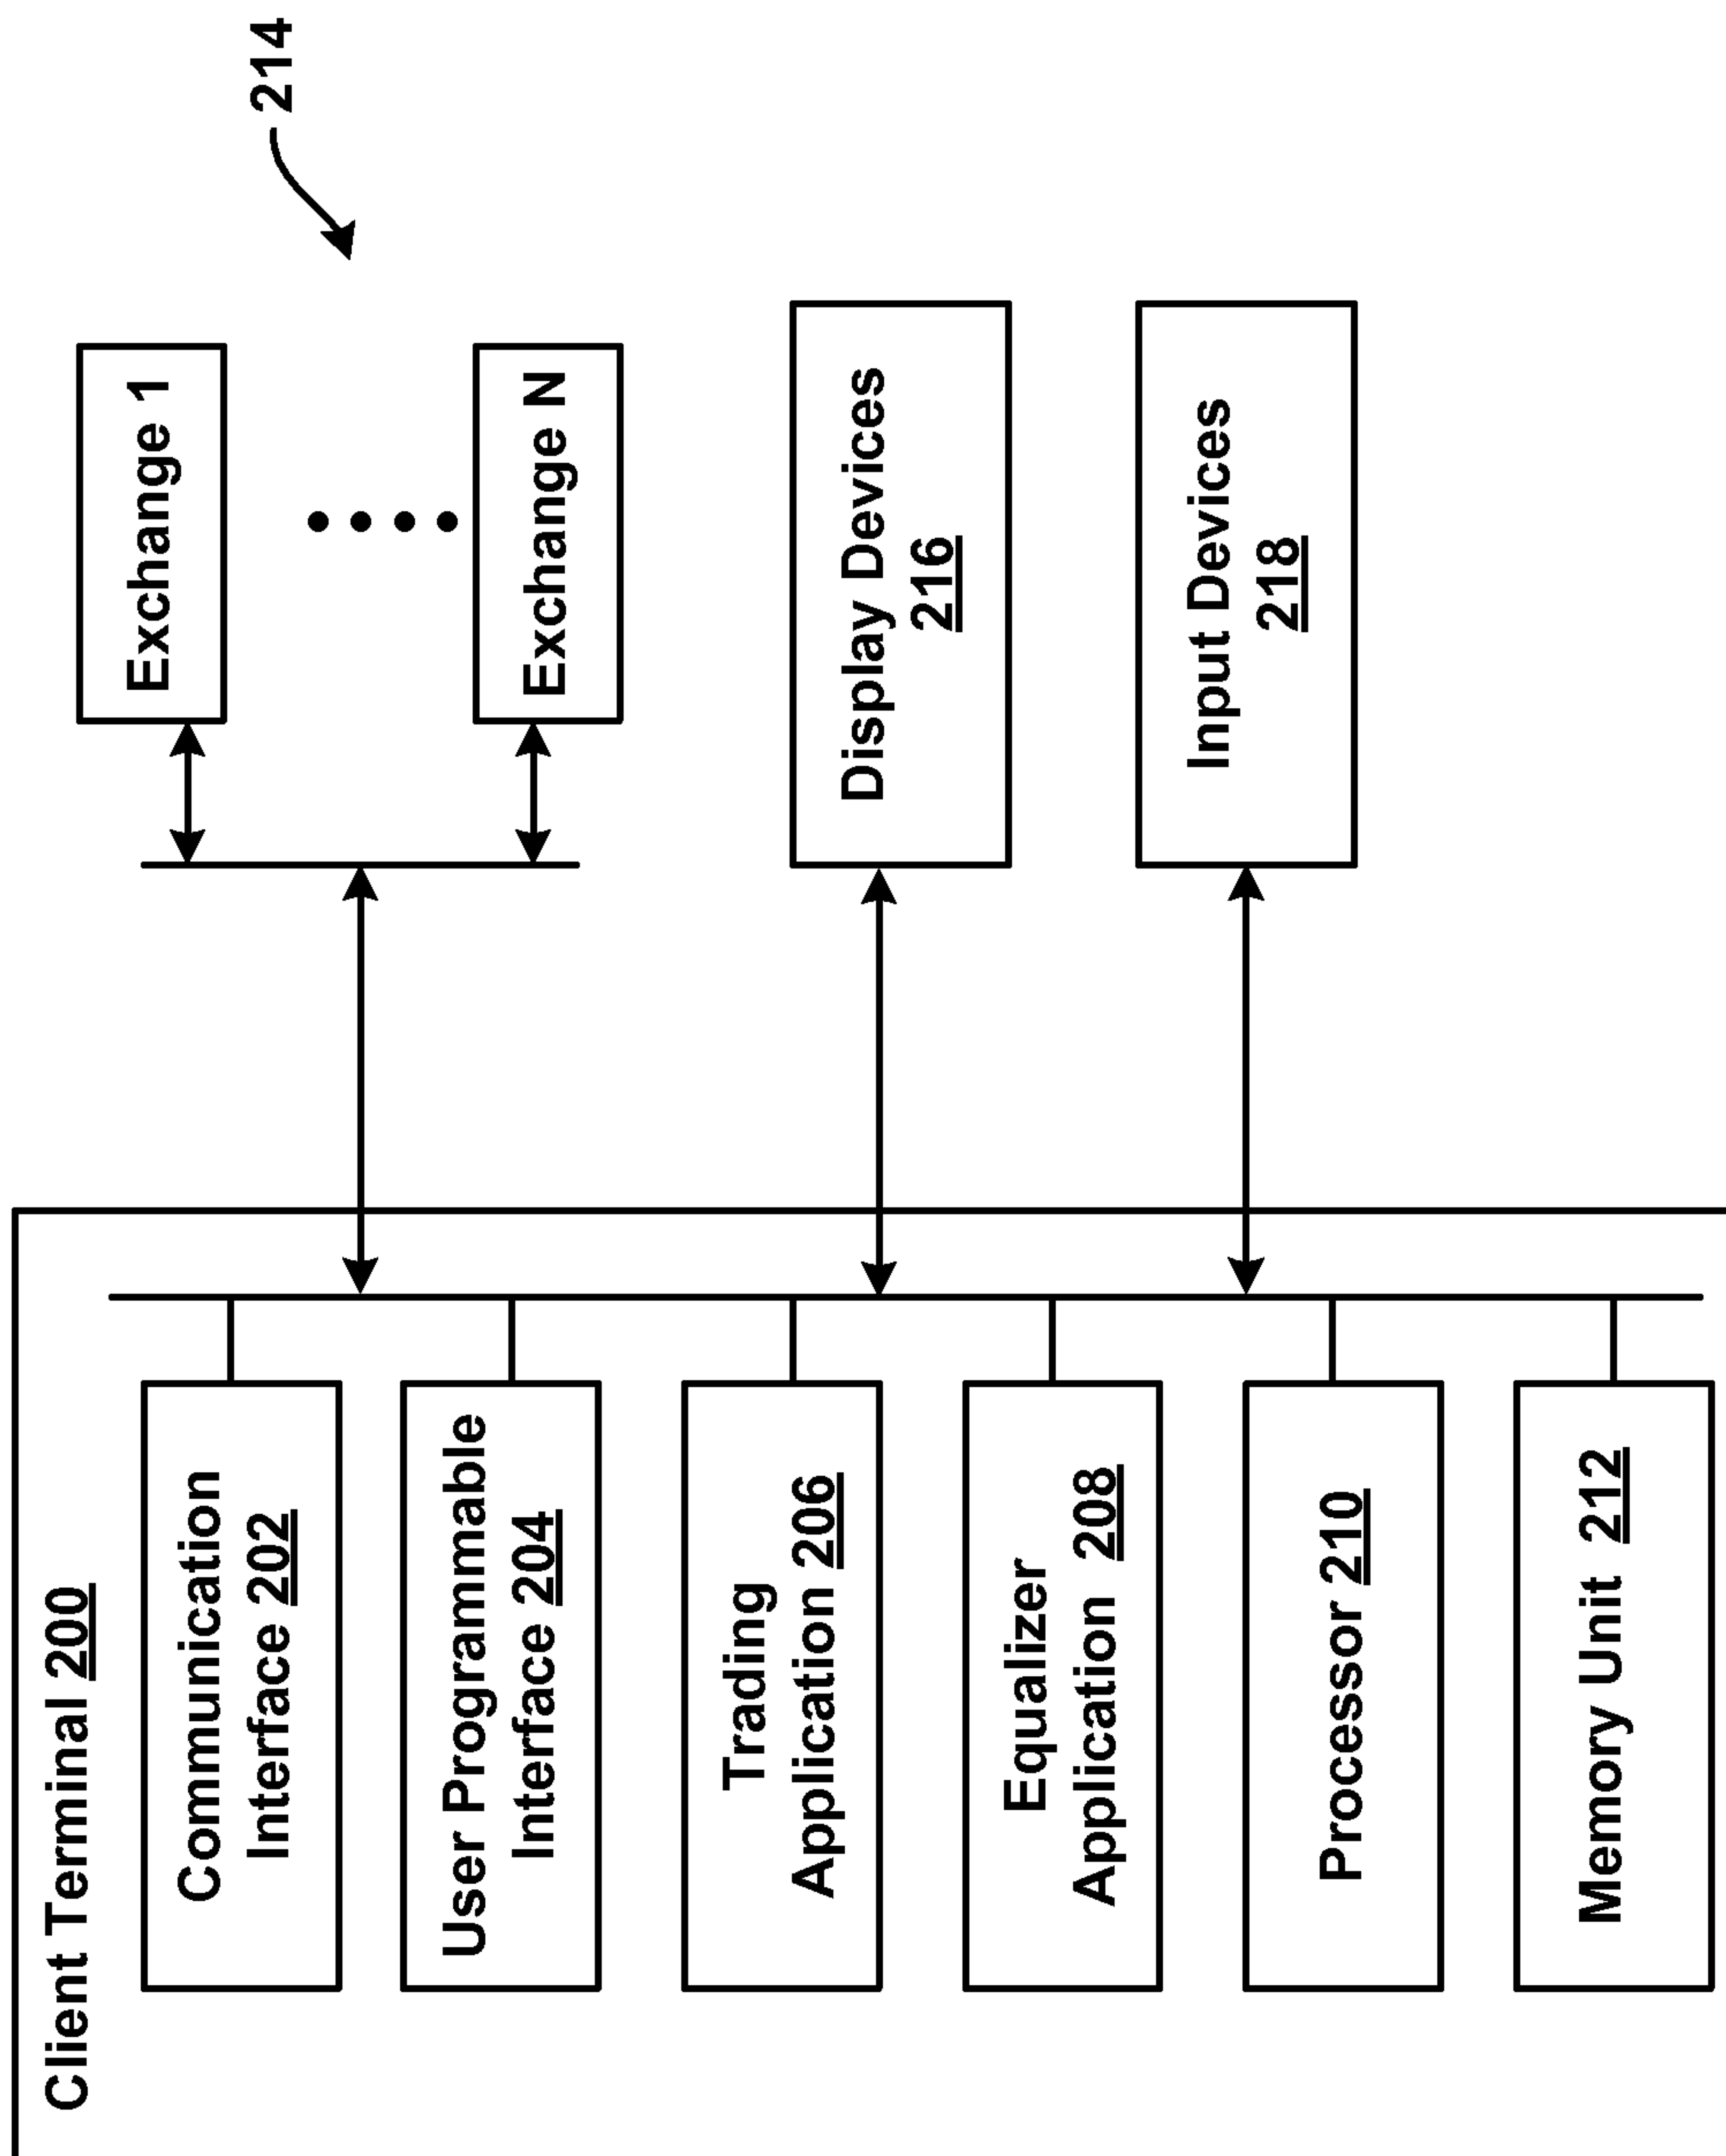 Client Terminal 200
Communication
Interface 202
User Programmable
Interface 204
Trading
Application 206
Equalizer
Application 208
Processor 210
Memory Unit 212
Exchange 1
Exchange N
214
Display Devices
216
Input Devices
218